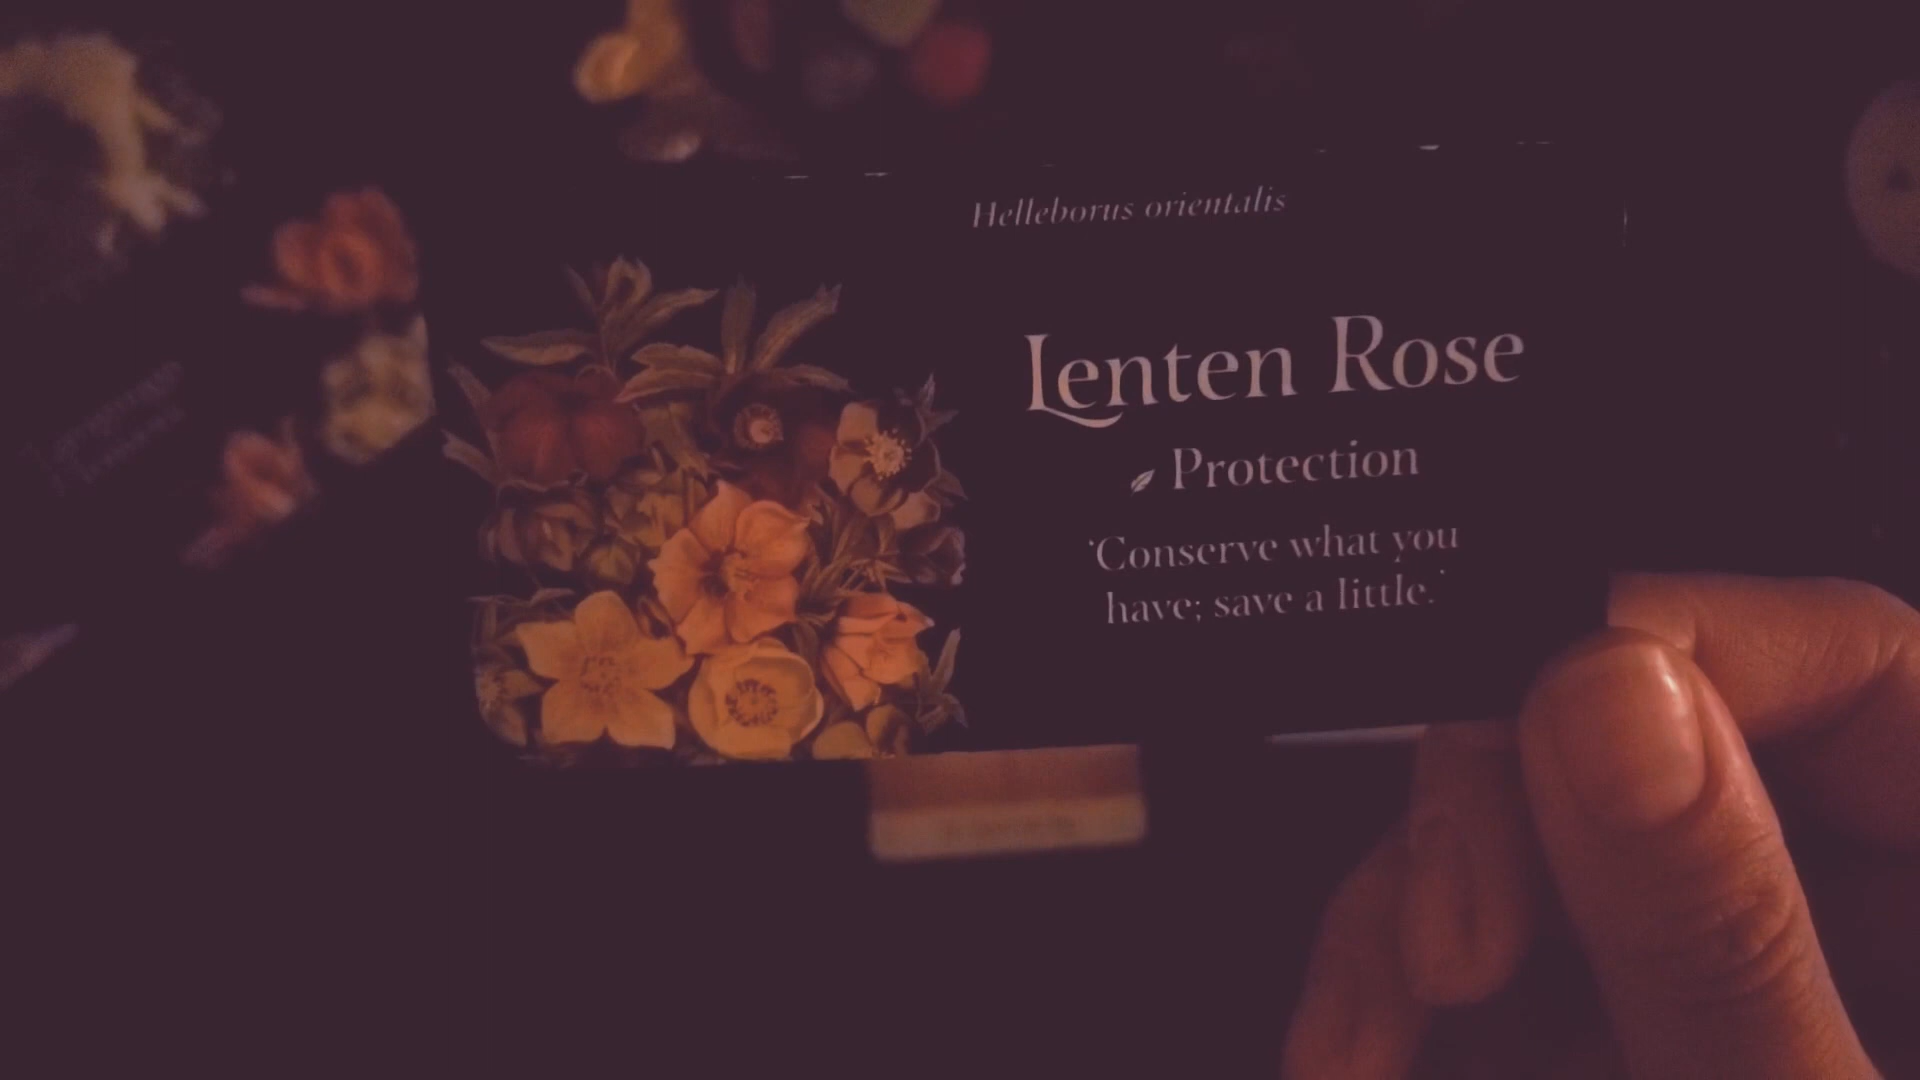 Helleborus orientalis
Lenten Rose
Protection
'Conserve what you
have; save a little.'